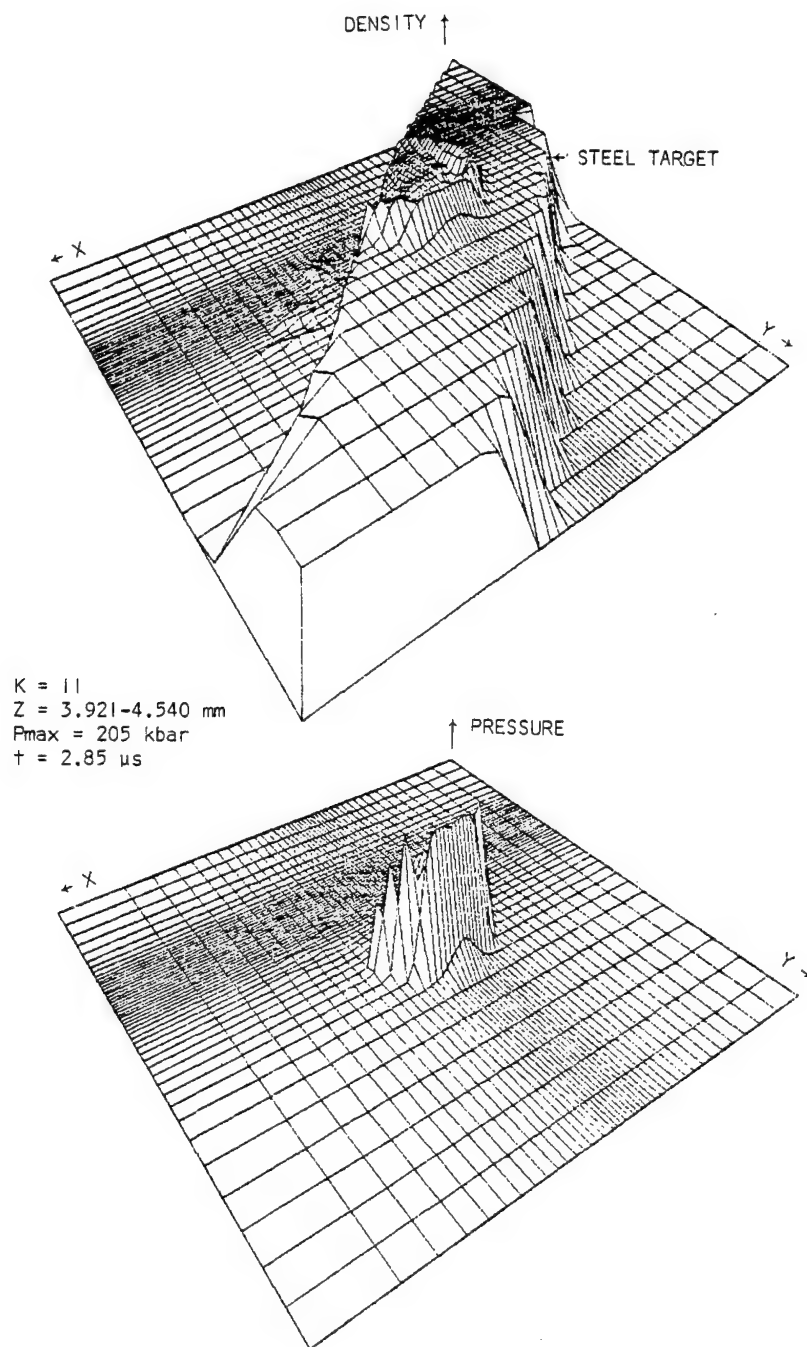 DENSITY ↑
← STEEL TARGET
← X
Y →
K = 11
Z = 3.921-4.540 mm
Pmax = 205 kbar
t = 2.85 µs
↑ PRESSURE
← X
Y →